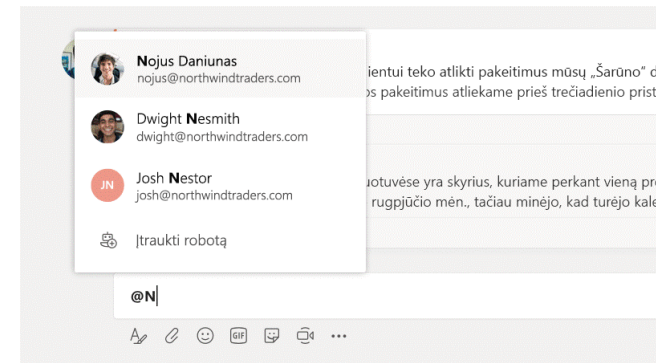 Nojus Daniunas
nojus@northwindtraders.com
Dwight Nesmith
dwight@northwindtraders.com
JN
Josh Nestor
josh@northwindtraders.com
Įtraukti robotą
ientui teko atlikti pakeitimus mūsų „Šarūno“ d
os pakeitimus atliekame prieš trečiadienio prist
uotuvėse yra skyrius, kuriame perkant vieną pr
rugpjūčio mėn., tačiau minėjo, kad turėjo kale
@N
GIF